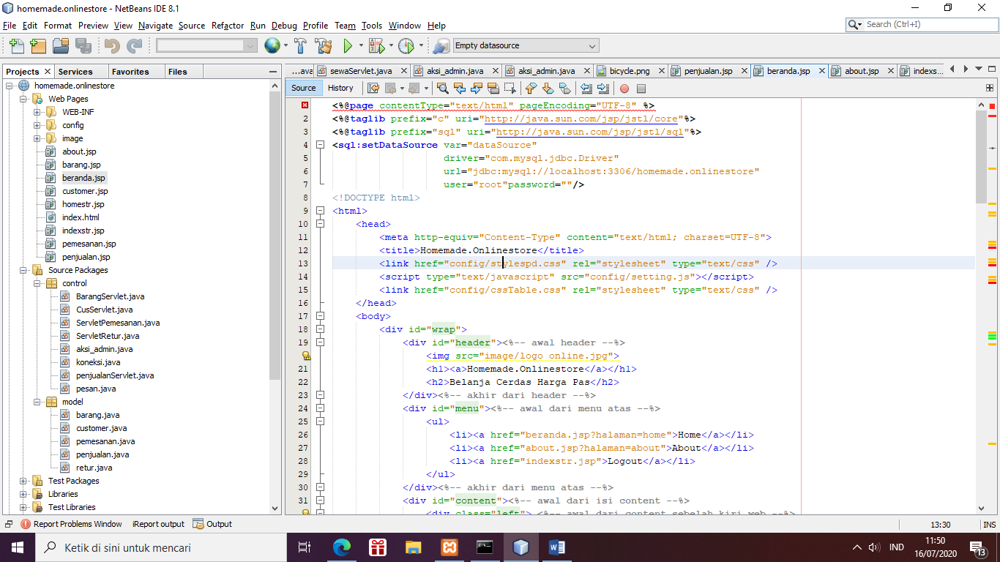 homemade.onlinestore - NetBeans IDE 8.1
File Edit Format Preview View Navigate Source Refactor Run Debug Profile Team Tools Window Help
Search (Ctrl+I)
Empty datasource
Projects Services Favorites Files
...ava sewaServlet.java aksi_admin.java aksi_admin.java bicycle.png penjualan.jsp beranda.jsp about.jsp indexs...
Source History
homemade.onlinestore
Web Pages
WEB-INF
config
image
about.jsp
barang.jsp
beranda.jsp
customer.jsp
homestr.jsp
index.html
indexstr.jsp
pemesanan.jsp
penjualan.jsp
Source Packages
control
BarangServlet.java
CusServlet.java
ServletPemesanan.java
ServletRetur.java
aksi_admin.java
koneksi.java
penjualanServlet.java
pesan.java
model
barang.java
customer.java
pemesanan.java
penjualan.java
retur.java
Test Packages
Libraries
Test Libraries
<%@page contentType="text/html" pageEncoding="UTF-8" %>
2 <%@taglib prefix="c" uri="http://java.sun.com/jsp/jstl/core"%>
3 <%@taglib prefix="sql" uri="http://java.sun.com/jsp/jstl/sql"%>
4 <sql:setDataSource var="dataSource"
5 driver="com.mysql.jdbc.Driver"
6 url="jdbc:mysql://localhost:3306/homemade.onlinestore"
7 user="root"password=""/>
8 <!DOCTYPE html>
9 <html>
10 <head>
11 <meta http-equiv="Content-Type" content="text/html; charset=UTF-8">
12 <title>Homemade.Onlinestore</title>
13 <link href="config/stylespd.css" rel="stylesheet" type="text/css" />
14 <script type="text/javascript" src="config/setting.js"></script>
15 <link href="config/cssTable.css" rel="stylesheet" type="text/css" />
16 </head>
17 <body>
18 <div id="wrap">
19 <div id="header"><%-- awal header --%>
<img src="image/logo online.jpg">
21 <h1><a>Homemade.Onlinestore</a></h1>
22 <h2>Belanja Cerdas Harga Pas</h2>
23 </div><%-- akhir dari header --%>
24 <div id="menu"><%-- awal dari menu atas --%>
25 <ul>
26 <li><a href="beranda.jsp?halaman=home">Home</a></li>
27 <li><a href="about.jsp?halaman=about">About</a></li>
28 <li><a href="indexstr.jsp">Logout</a></li>
29 </ul>
30 </div><%-- akhir dari menu atas --%>
31 <div id="content"><%-- awal dari isi content --%>
<div class="left"> <%-- awal dari content sebelah kiri web --%>
Report Problems Window iReport output Output
13:30 INS
Ketik di sini untuk mencari
IND
11:50
16/07/2020
13